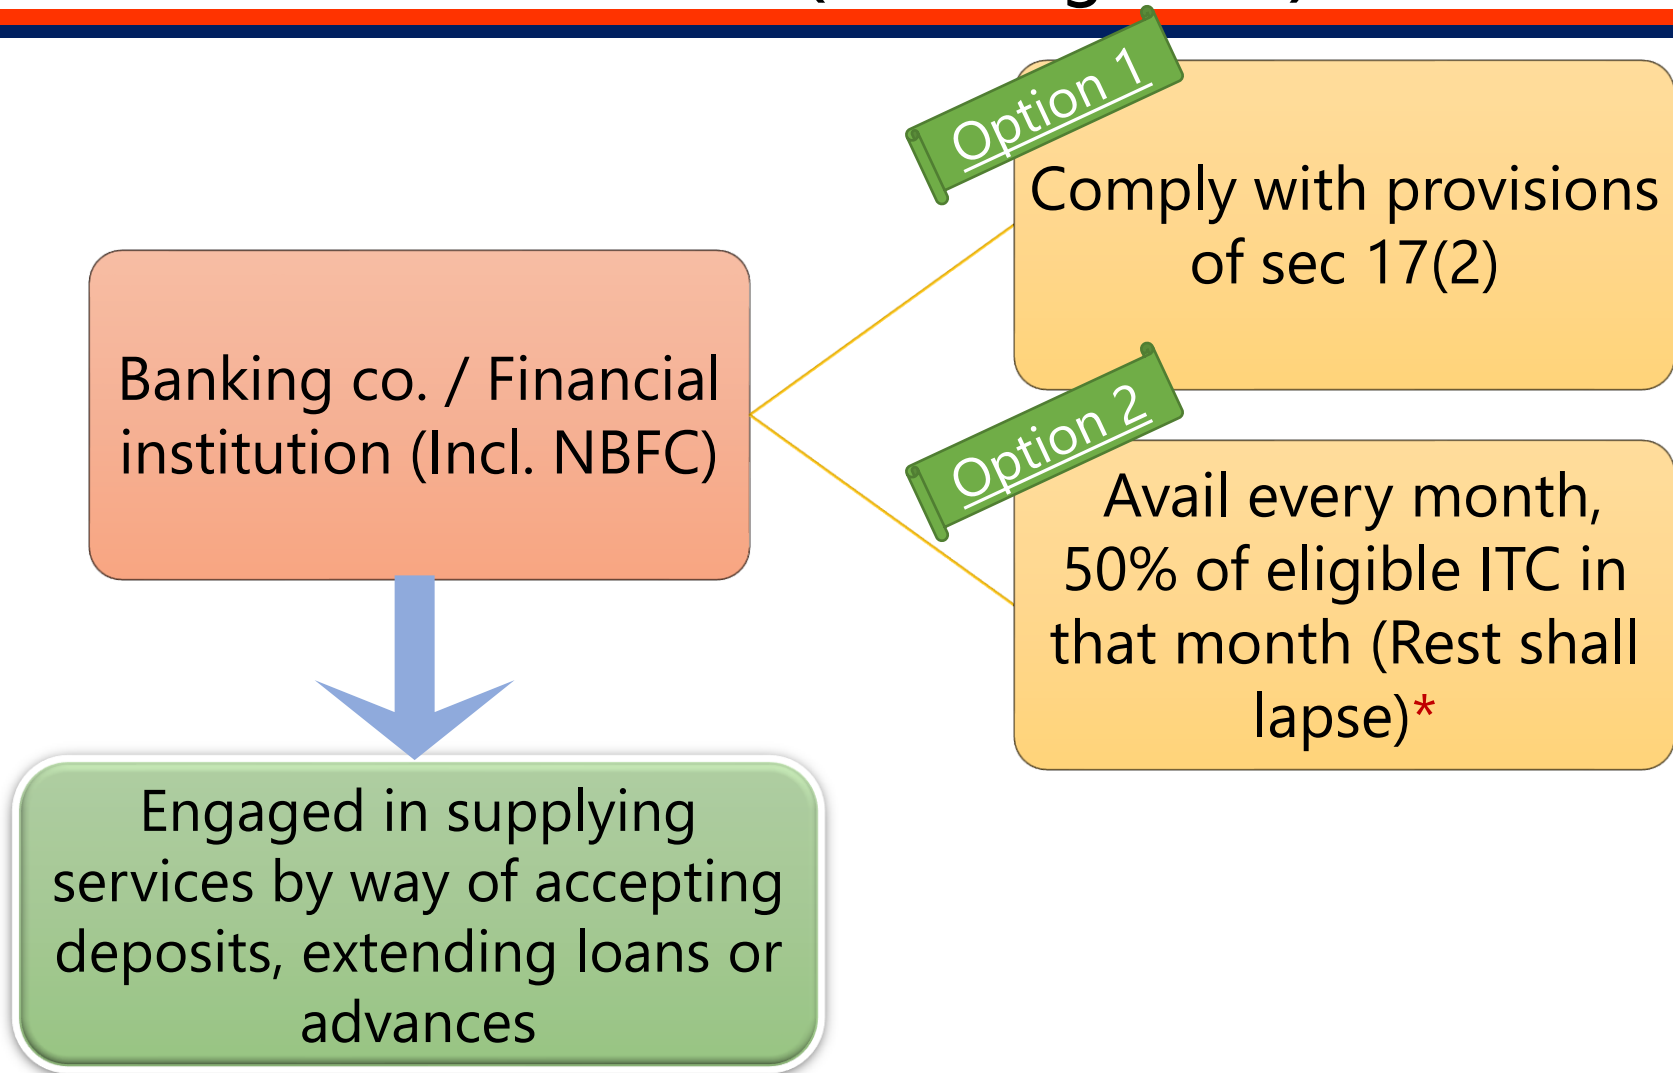 Banking co. / Financial
institution (Incl. NBFC)
Engaged in supplying
services by way of accepting
deposits, extending loans or
advances
Option 1
Comply with provisions
of sec 17(2)
Option 2
Avail every month,
50% of eligible ITC in
that month (Rest shall
lapse)*